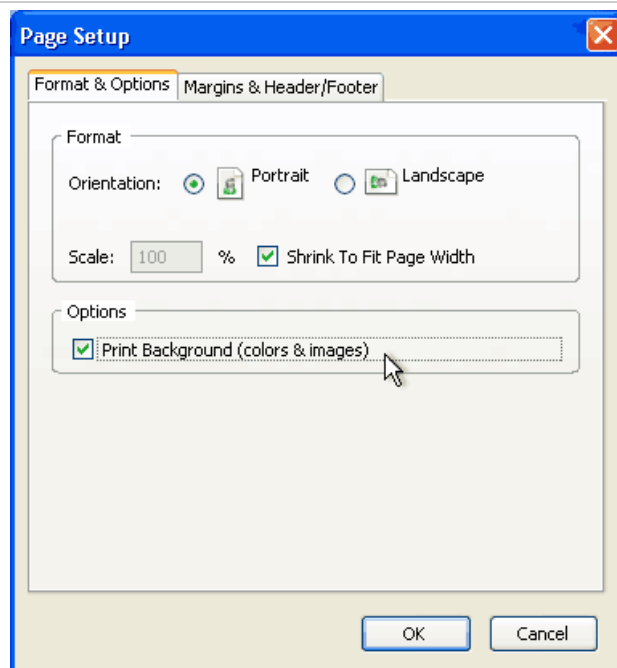 Page Setup
Format & Options Margins & Header/Footer
Format
Orientation: Portrait Landscape
Scale: 100 % Shrink To Fit Page Width
Options
Print Background (colors & images)
OK Cancel